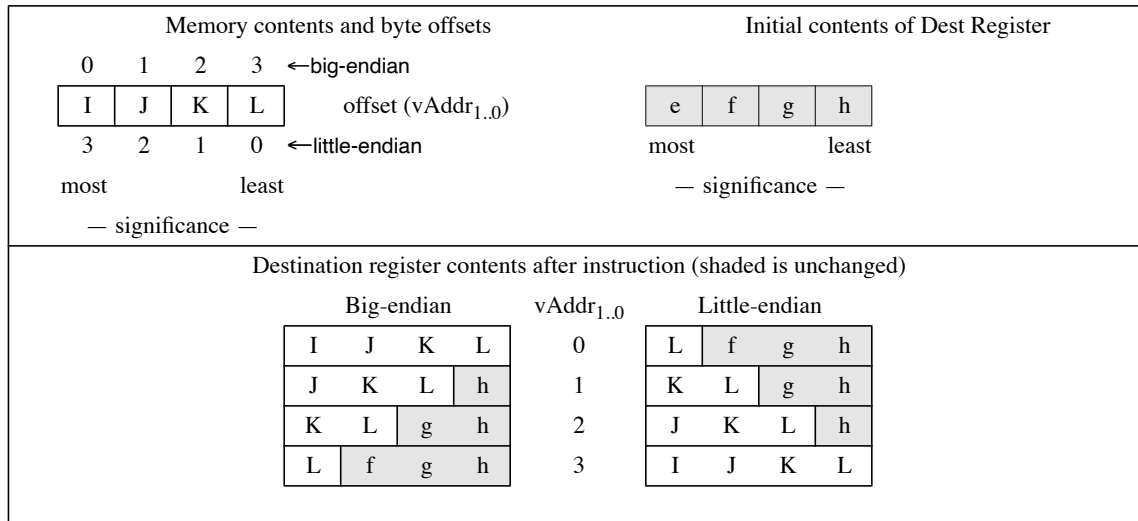 Memory contents and byte offsets Initial contents of Dest Register
0 1 2 3 ←big-endian
I J K L offset (vAddr1..0) e f g h
3 2 1 0 ←little-endian most least
most least — significance —
— significance —
Destination register contents after instruction (shaded is unchanged)
Big-endian vAddr1..0 Little-endian
I J K L 0 L f g h
J K L h 1 K L g h
K L g h 2 J K L h
L f g h 3 I J K L